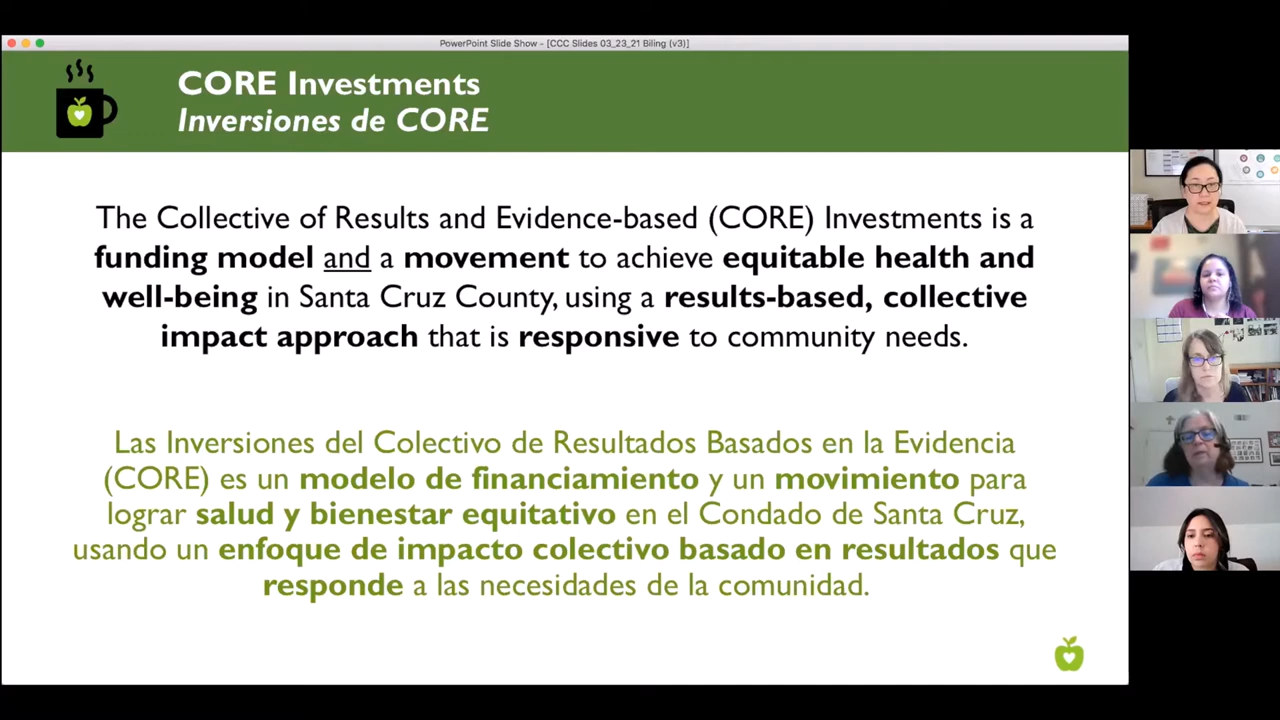 PowerPoint Slide Show - [CCC Slides 03_23_21 Biling (v3)]
CORE Investments
Inversiones de CORE
The Collective of Results and Evidence-based (CORE) Investments is a
funding model and a movement to achieve equitable health and
well-being in Santa Cruz County, using a results-based, collective
impact approach that is responsive to community needs.
Las Inversiones del Colectivo de Resultados Basados en la Evidencia
(CORE) es un modelo de financiamiento y un movimiento para
lograr salud y bienestar equitativo en el Condado de Santa Cruz,
usando un enfoque de impacto colectivo basado en resultados que
responde a las necesidades de la comunidad.